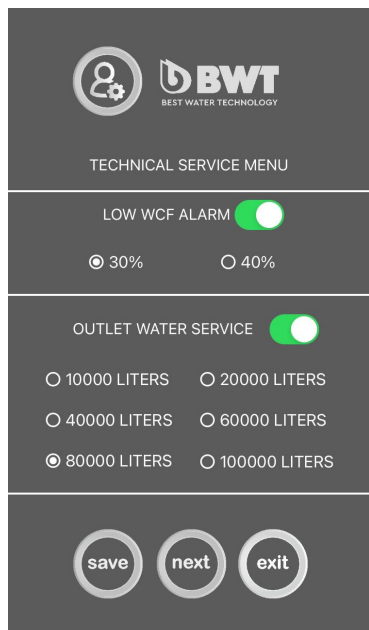 BWT
BEST WATER TECHNOLOGY
TECHNICAL SERVICE MENU
LOW WCF ALARM
30% 40%
OUTLET WATER SERVICE
10000 LITERS 20000 LITERS
40000 LITERS 60000 LITERS
80000 LITERS 100000 LITERS
save next exit